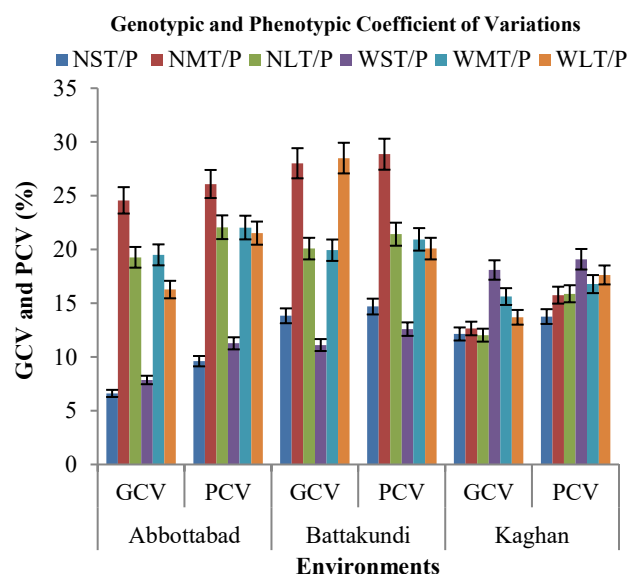 Genotypic and Phenotypic Coefficient of Variations
NST/P NMT/P NLT/P WST/P WMT/P WLT/P
35
30
25
20
15
10
5
0
GCV and PCV (%)
GCV PCV GCV PCV GCV PCV
Abbottabad Battakundi Kaghan
Environments